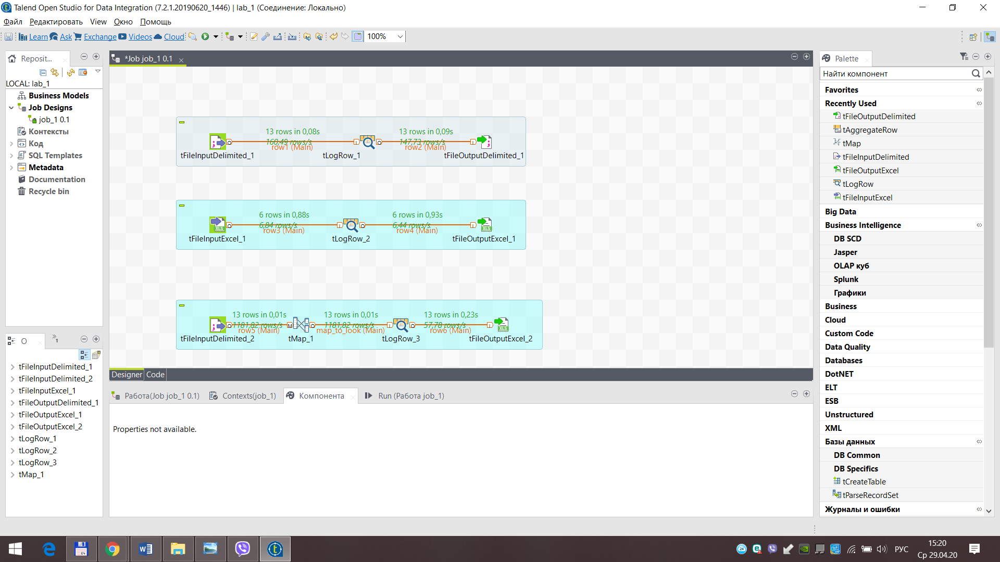 Talend Open Studio for Data Integration (7.2.1.20190620_1446) | lab_1 (Соединение: Локально)
Файл Редактировать View Окно Помощь
Learn Ask Exchange Videos Cloud 100%
Reposit...
LOCAL: lab_1
Business Models
Job Designs
job_1 0.1
Контексты
Код
SQL Templates
Metadata
Documentation
Recycle bin
O
1
tFileInputDelimited_1
tFileInputDelimited_2
tFileInputExcel_1
tFileOutputDelimited_1
tFileOutputExcel_1
tFileOutputExcel_2
tLogRow_1
tLogRow_2
tLogRow_3
tMap_1
*Job job_1 0.1
13 rows in 0,08s 13 rows in 0,09s
160,49 rows/s 147,73 rows/s
row1 (Main) row2 (Main)
tFileInputDelimited_1 tLogRow_1 tFileOutputDelimited_1
6 rows in 0,88s 6 rows in 0,93s
6,84 rows/s 6,44 rows/s
row3 (Main) row4 (Main)
tFileInputExcel_1 tLogRow_2 tFileOutputExcel_1
13 rows in 0,01s 13 rows in 0,01s 13 rows in 0,23s
1181,82 rows/s 1181,82 rows/s 57,78 rows/s
row5 (Main) map_to_look (Main) row6 (Main)
tFileInputDelimited_2 tMap_1 tLogRow_3 tFileOutputExcel_2
Designer Code
Работа(Job job_1 0.1) Contexts(job_1) Компонента Run (Работа job_1)
Properties not available.
Palette
Найти компонент
Favorites
Recently Used
tFileOutputDelimited
tAggregateRow
tMap
tFileInputDelimited
tFileOutputExcel
tLogRow
tFileInputExcel
Big Data
Business Intelligence
DB SCD
Jasper
OLAP куб
Splunk
Графики
Business
Cloud
Custom Code
Data Quality
Databases
DotNET
ELT
ESB
Unstructured
XML
Базы данных
DB Common
DB Specifics
tCreateTable
tParseRecordSet
Журналы и ошибки
РУС
15:20
Ср 29.04.20